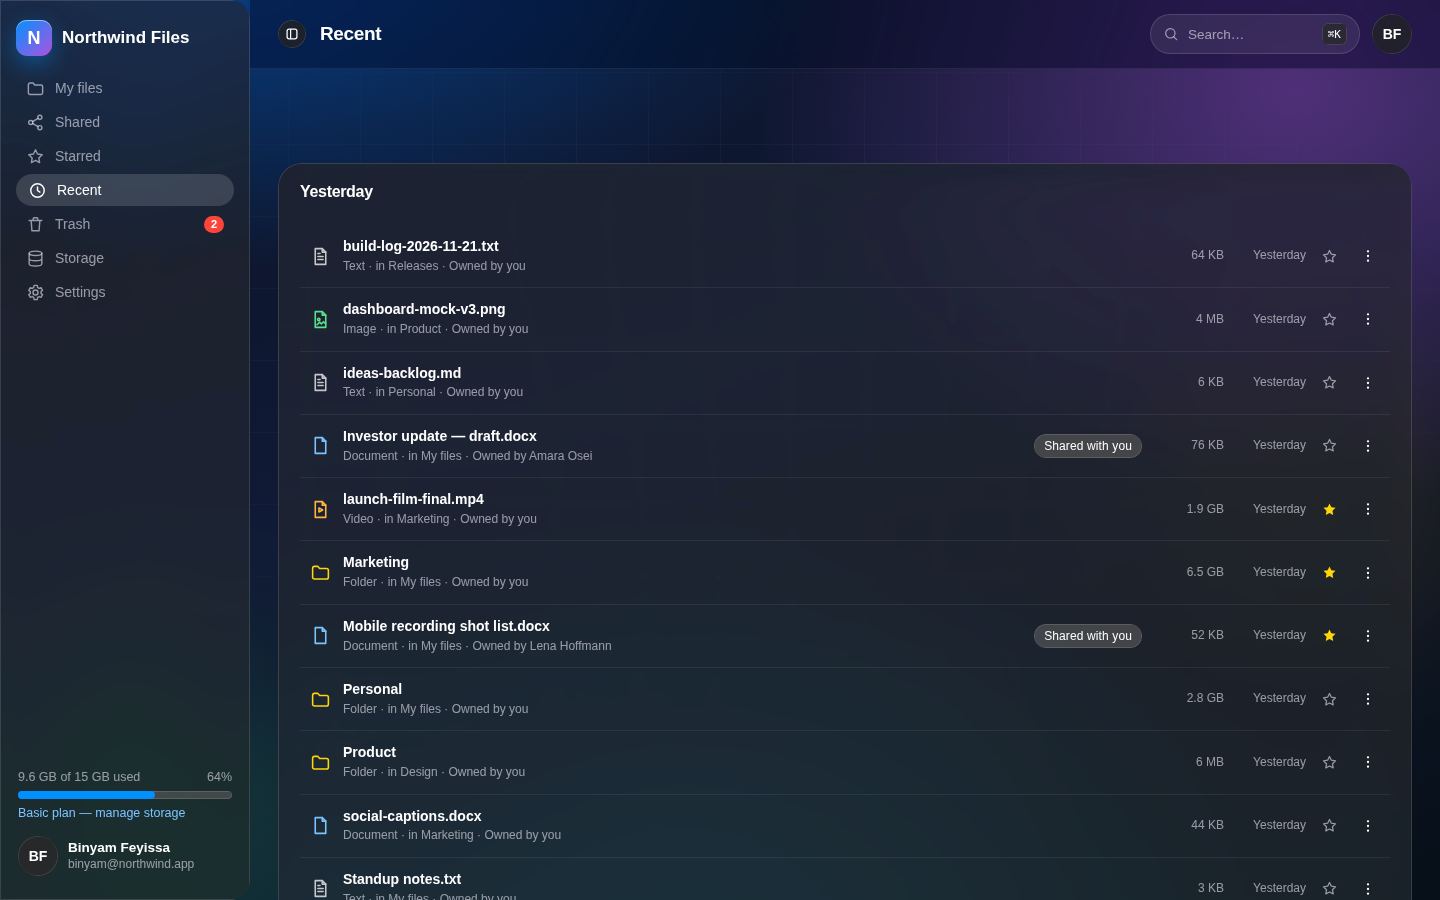 N Northwind Files
My files
Shared
Starred
Recent
Trash 2
Storage
Settings
9.6 GB of 15 GB used 64%
Basic plan — manage storage
BF Binyam Feyissa
binyam@northwind.app
Recent
Search… ⌘K BF
Yesterday
build-log-2026-11-21.txt
Text · in Releases · Owned by you
64 KB Yesterday
dashboard-mock-v3.png
Image · in Product · Owned by you
4 MB Yesterday
ideas-backlog.md
Text · in Personal · Owned by you
6 KB Yesterday
Investor update — draft.docx
Document · in My files · Owned by Amara Osei
Shared with you 76 KB Yesterday
launch-film-final.mp4
Video · in Marketing · Owned by you
1.9 GB Yesterday
Marketing
Folder · in My files · Owned by you
6.5 GB Yesterday
Mobile recording shot list.docx
Document · in My files · Owned by Lena Hoffmann
Shared with you 52 KB Yesterday
Personal
Folder · in My files · Owned by you
2.8 GB Yesterday
Product
Folder · in Design · Owned by you
6 MB Yesterday
social-captions.docx
Document · in Marketing · Owned by you
44 KB Yesterday
Standup notes.txt
Text · in My files · Owned by you
3 KB Yesterday